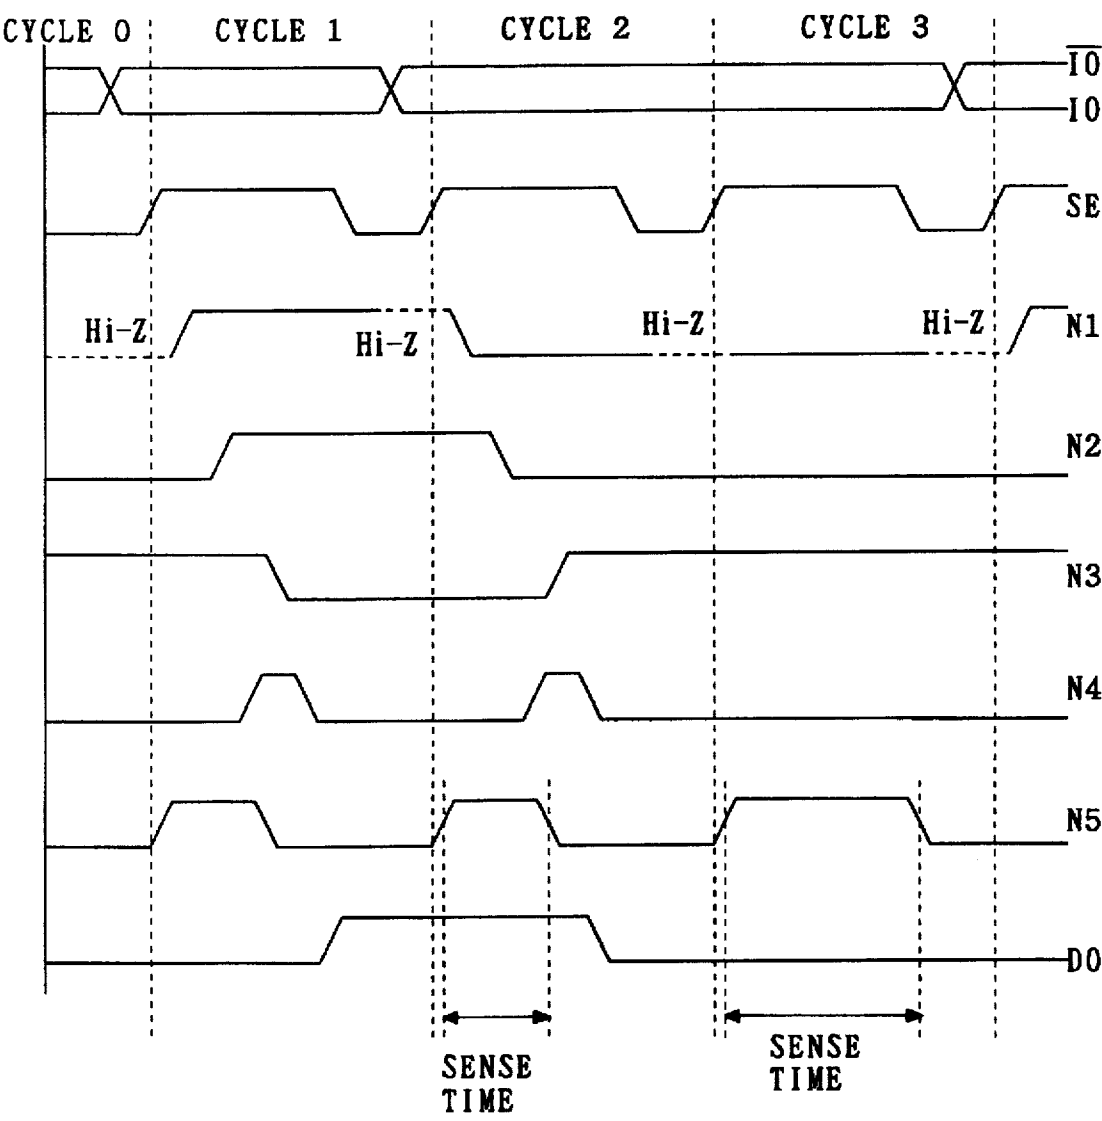 CYCLE 0 CYCLE 1 CYCLE 2 CYCLE 3
I̅O̅
IO
SE
Hi-Z Hi-Z Hi-Z Hi-Z N1
N2
N3
N4
N5
DO
SENSE TIME
SENSE TIME